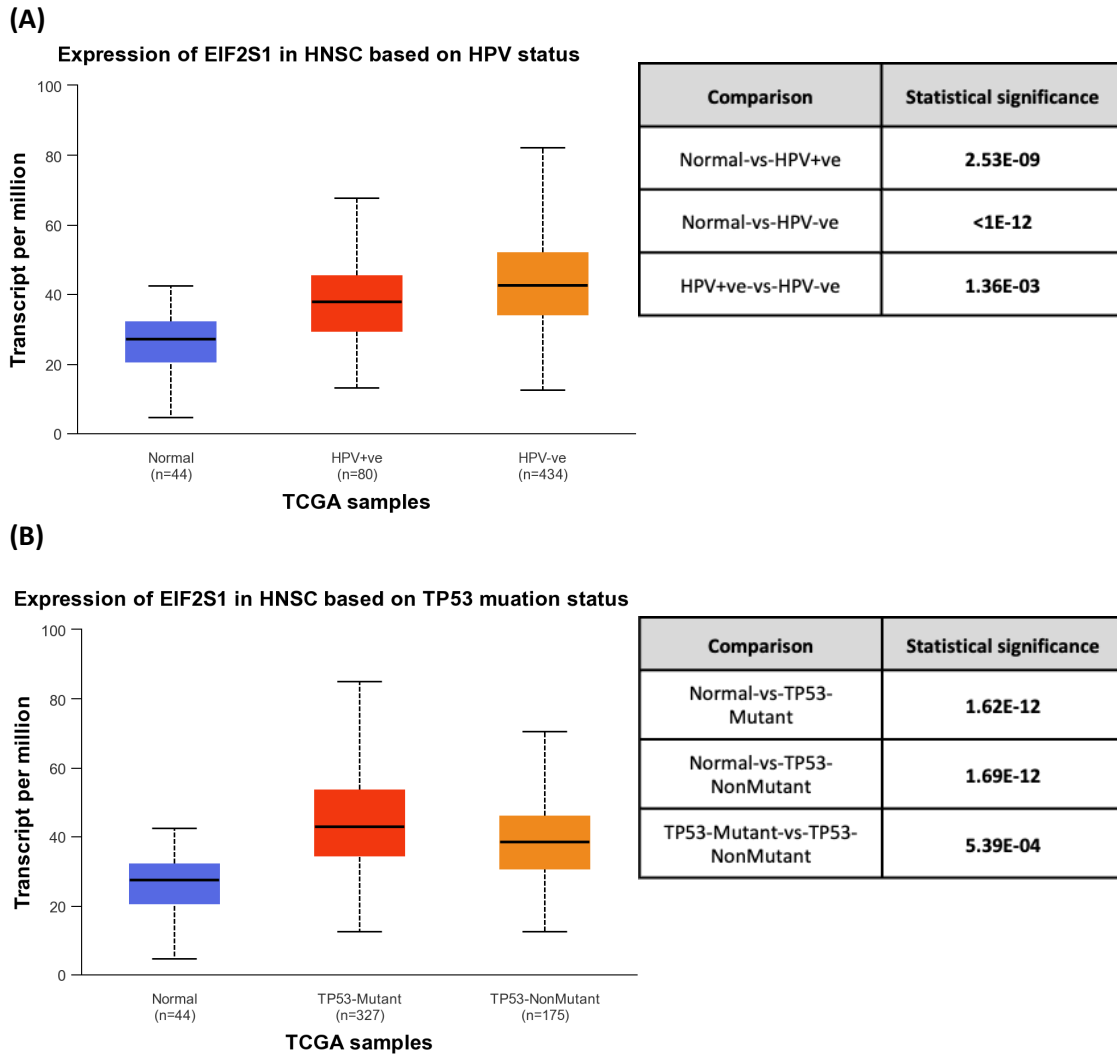 (A)
Expression of EIF2S1 in HNSC based on HPV status
Transcript per million
100
80
60
40
20
0
Normal
(n=44)
HPV+ve
(n=80)
HPV-ve
(n=434)
TCGA samples
Comparison
Statistical significance
Normal-vs-HPV+ve
2.53E-09
Normal-vs-HPV-ve
<1E-12
HPV+ve-vs-HPV-ve
1.36E-03
(B)
Expression of EIF2S1 in HNSC based on TP53 muation status
Transcript per million
100
80
60
40
20
0
Normal
(n=44)
TP53-Mutant
(n=327)
TP53-NonMutant
(n=175)
TCGA samples
Comparison
Statistical significance
Normal-vs-TP53-
Mutant
1.62E-12
Normal-vs-TP53-
NonMutant
1.69E-12
TP53-Mutant-vs-TP53-
NonMutant
5.39E-04